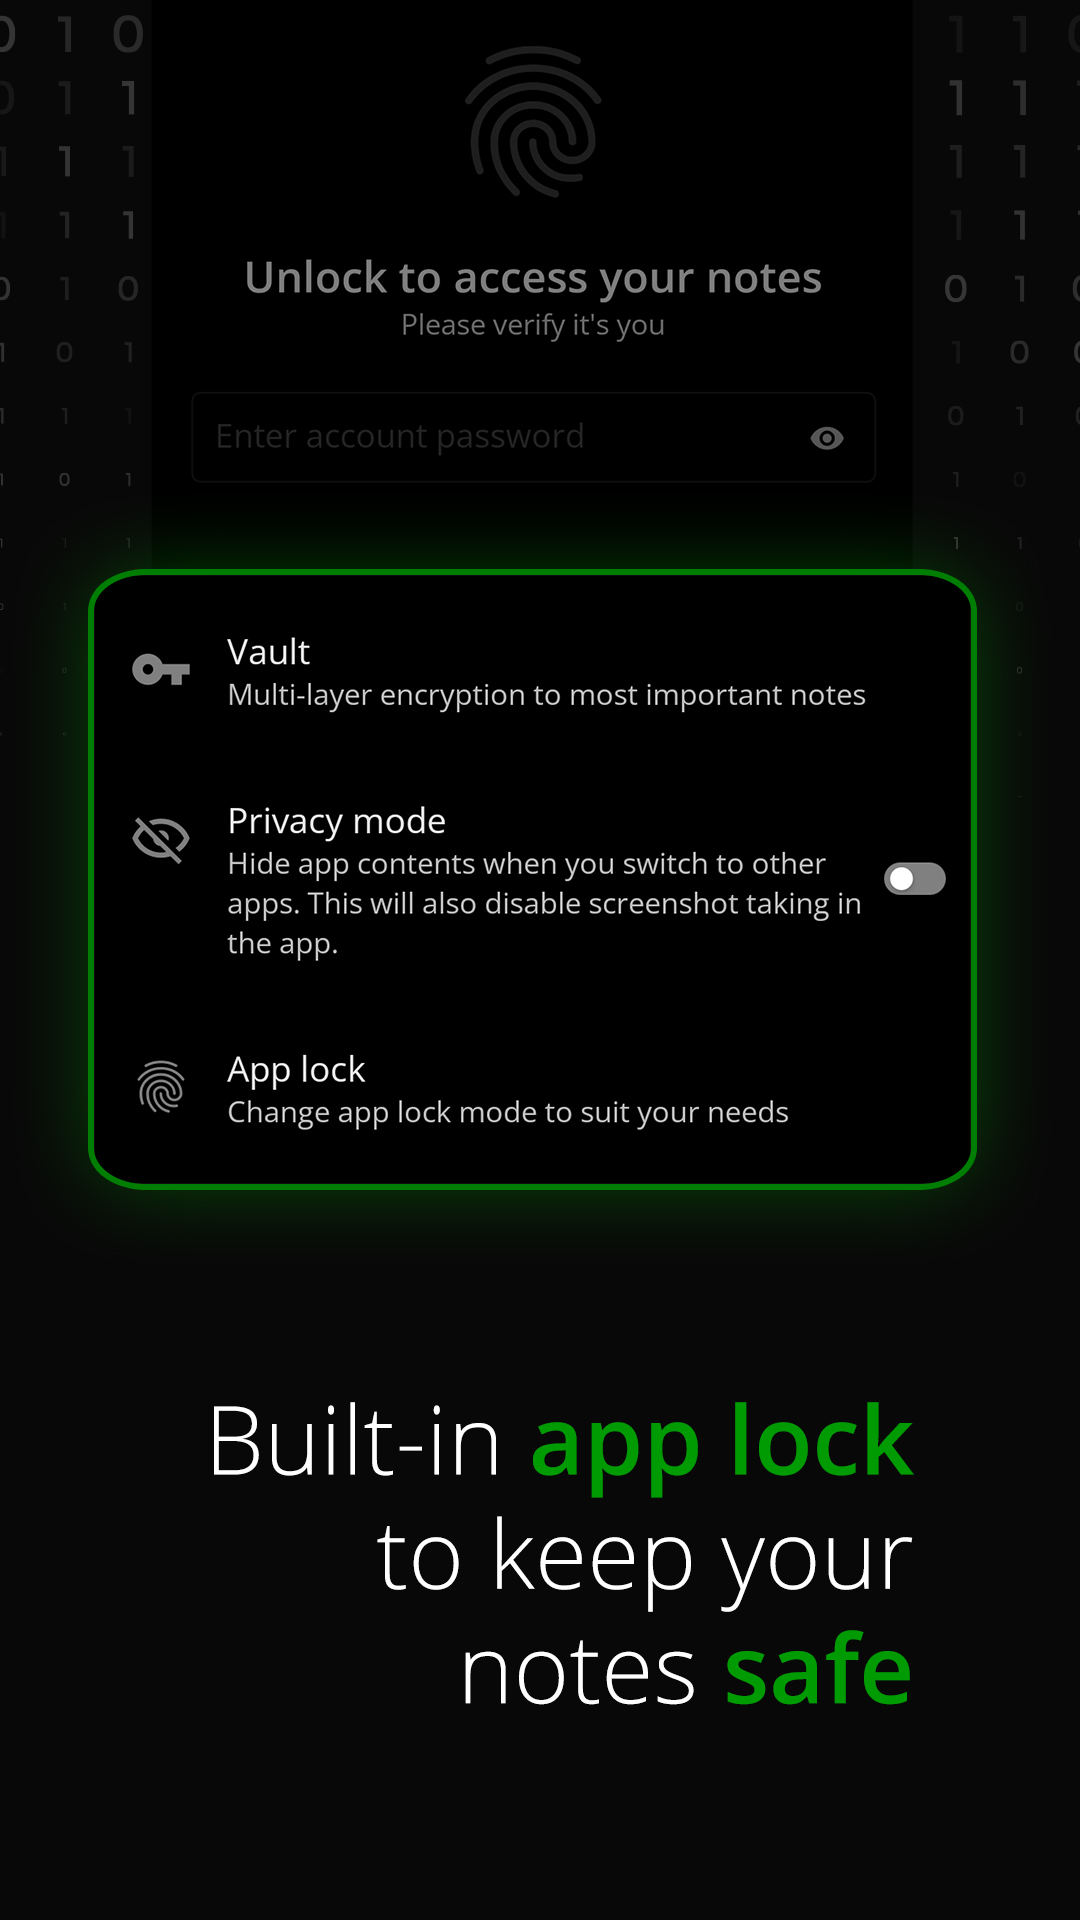 Unlock to access your notes
Please verify it's you
Enter account password
Vault
Multi-layer encryption to most important notes
Privacy mode
Hide app contents when you switch to other
apps. This will also disable screenshot taking in
the app.
App lock
Change app lock mode to suit your needs
Built-in app lock
to keep your
notes safe